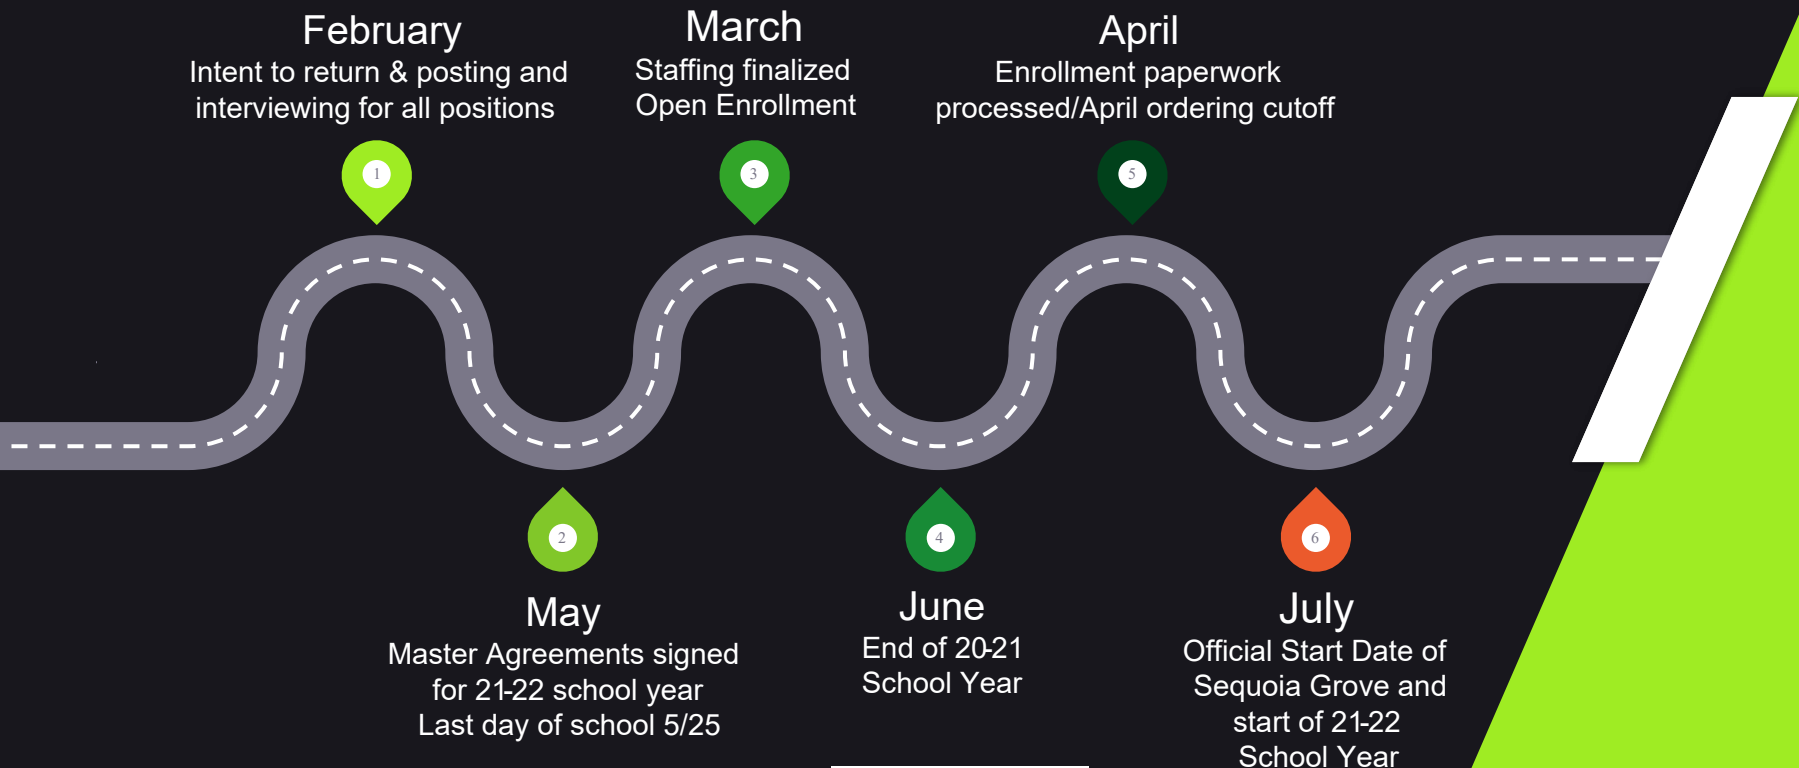 February
Intent to return & posting and
interviewing for all positions
March
Staffing finalized
Open Enrollment
April
Enrollment paperwork
processed/April ordering cutoff
1
3
5
2
4
6
May
Master Agreements signed
for 21-22 school year
Last day of school 5/25
June
End of 20-21
School Year
July
Official Start Date of
Sequoia Grove and
start of 21-22
School Year